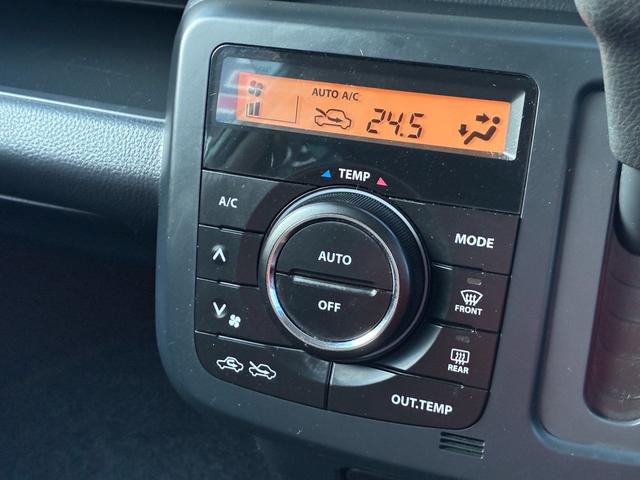 AUTO A/C
24.5
TEMP
A/C
AUTO
MODE
OFF
FRONT
REAR
OUT.TEMP